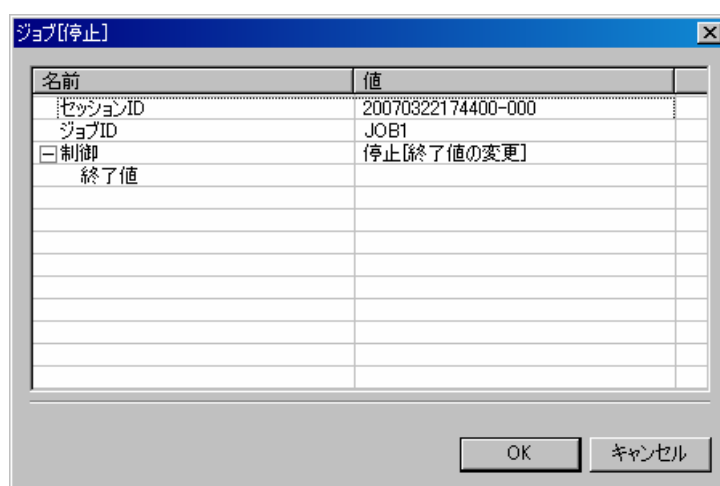 ジョブ[停止]
名前 値
セッションID 20070322174400-000
ジョブID JOB1
制御 停止[終了値の変更]
終了値
OK キャンセル